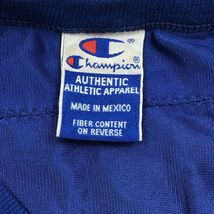 Champion
AUTHENTIC
ATHLETIC APPAREL
MADE IN MEXICO
FIBER CONTENT
ON REVERSE